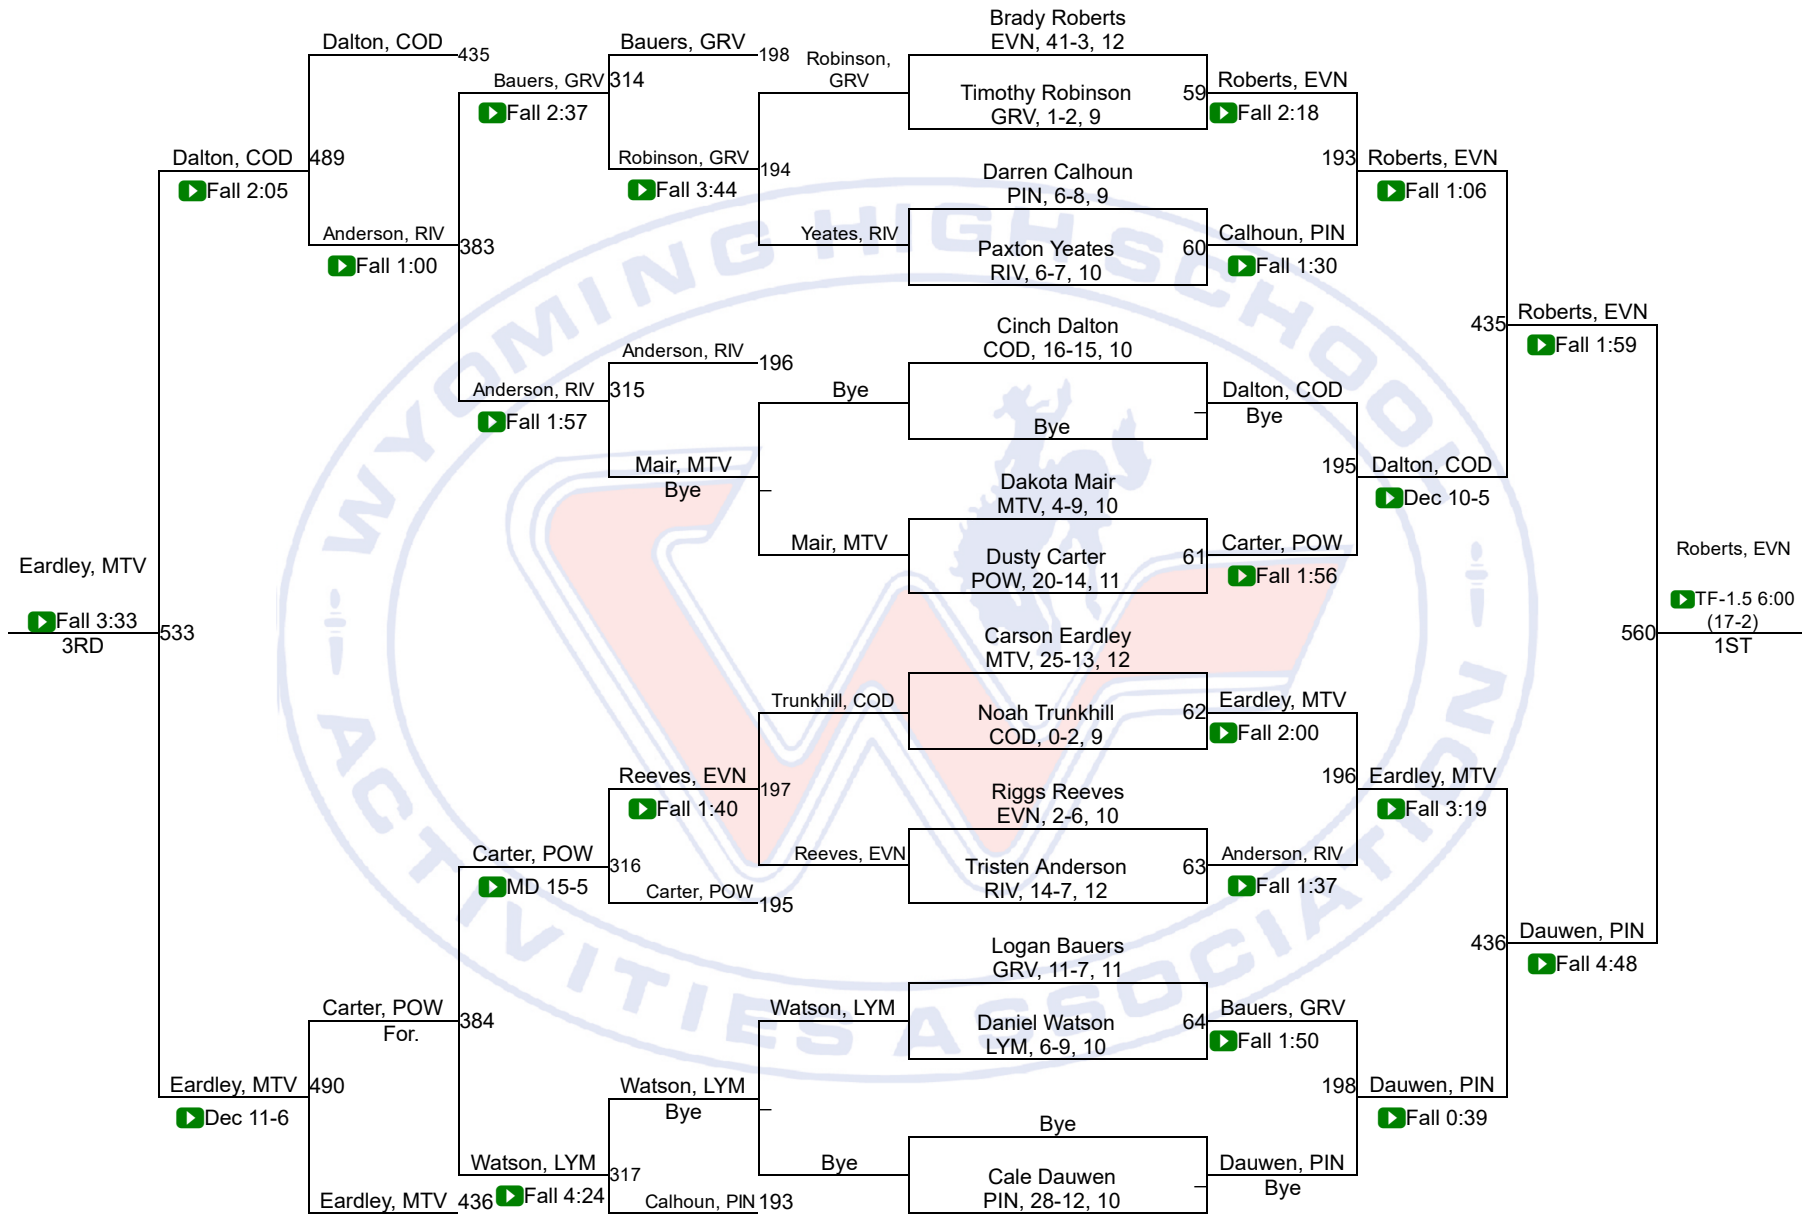 Brady Roberts
EVN, 41-3, 12
Dalton, COD
435
Bauers, GRV
198
Robinson,
GRV
Bauers, GRV
314
Fall 2:37
Timothy Robinson
GRV, 1-2, 9
59
Roberts, EVN
Fall 2:18
Dalton, COD
489
Fall 2:05
Robinson, GRV
194
Fall 3:44
Darren Calhoun
PIN, 6-8, 9
193
Roberts, EVN
Fall 1:06
Anderson, RIV
383
Fall 1:00
Yeates, RIV
Paxton Yeates
RIV, 6-7, 10
60
Calhoun, PIN
Fall 1:30
Cinch Dalton
COD, 16-15, 10
435
Roberts, EVN
Fall 1:59
Anderson, RIV
196
Anderson, RIV
315
Fall 1:57
Bye
Bye
Dalton, COD
Bye
Mair, MTV
Bye
Dakota Mair
MTV, 4-9, 10
195
Dalton, COD
Dec 10-5
Mair, MTV
Dusty Carter
POW, 20-14, 11
61
Carter, POW
Fall 1:56
Eardley, MTV
Fall 3:33
3RD
533
Carson Eardley
MTV, 25-13, 12
560
Roberts, EVN
TF-1.5 6:00
(17-2)
1ST
Trunkhill, COD
Noah Trunkhill
COD, 0-2, 9
62
Eardley, MTV
Fall 2:00
Reeves, EVN
197
Fall 1:40
Riggs Reeves
EVN, 2-6, 10
196
Eardley, MTV
Fall 3:19
Carter, POW
316
MD 15-5
Reeves, EVN
Tristen Anderson
RIV, 14-7, 12
63
Anderson, RIV
Fall 1:37
Carter, POW
195
Logan Bauers
GRV, 11-7, 11
436
Dauwen, PIN
Fall 4:48
Carter, POW
For.
384
Watson, LYM
Daniel Watson
LYM, 6-9, 10
64
Bauers, GRV
Fall 1:50
Eardley, MTV
490
Dec 11-6
Watson, LYM
Bye
Bye
198
Dauwen, PIN
Fall 0:39
Watson, LYM
317
Fall 4:24
Bye
Cale Dauwen
PIN, 28-12, 10
Dauwen, PIN
Bye
Eardley, MTV
436
Calhoun, PIN
193
WYOMING HIGH SCHOOL
ACTIVITIES ASSOCIATION